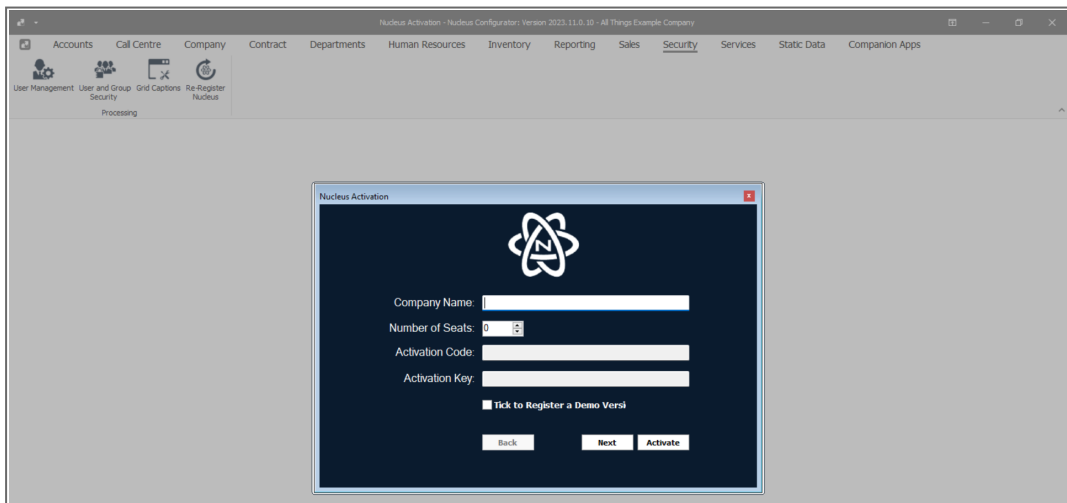 Nucleus Activation - Nucleus Configurator: Version 2023.11.0.10 - All Things Example Company
Accounts Call Centre Company Contract Departments Human Resources Inventory Reporting Sales Security Services Static Data Companion Apps
User Management User and Group Security Grid Captions Re-Register Nucleus
Processing
Nucleus Activation
N
Company Name:
Number of Seats: 0
Activation Code:
Activation Key:
Tick to Register a Demo Versi
Back Next Activate